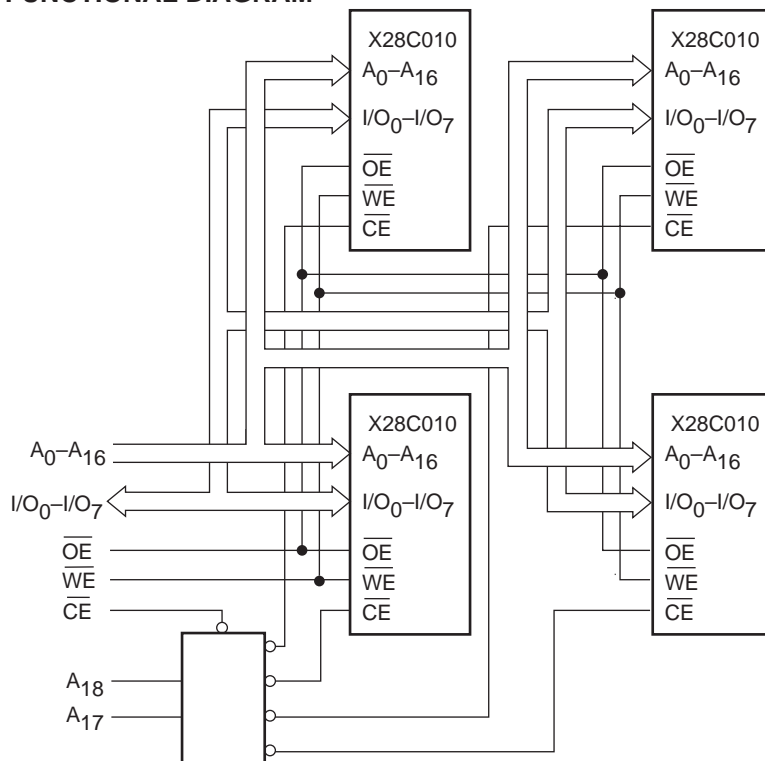 FUNCTIONAL DIAGRAM
X28C010
A0–A16
I/O0–I/O7
OE
WE
CE
X28C010
A0–A16
I/O0–I/O7
OE
WE
CE
X28C010
A0–A16
I/O0–I/O7
OE
WE
CE
X28C010
A0–A16
I/O0–I/O7
OE
WE
CE
A0–A16
I/O0–I/O7
OE
WE
CE
A18
A17